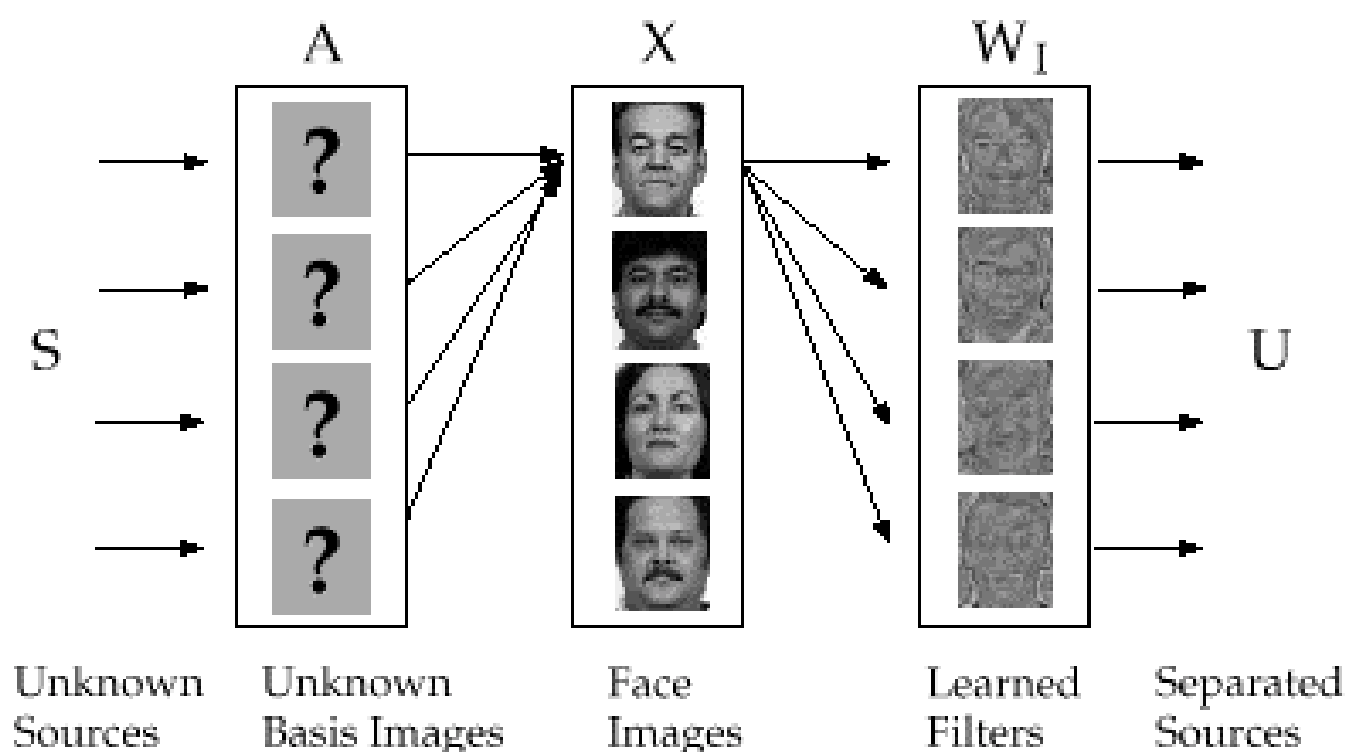 A X W_I
?
?
?
?
S U
Unknown Sources
Unknown Basis Images
Face Images
Learned Filters
Separated Sources